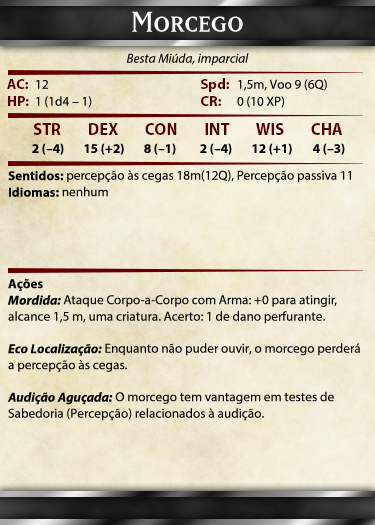 Morcego
Besta Miúda, imparcial
AC: 12 Spd: 1,5m, Voo 9 (6Q)
HP: 1 (1d4 – 1) CR: 0 (10 XP)
STR DEX CON INT WIS CHA
2 (–4) 15 (+2) 8 (–1) 2 (–4) 12 (+1) 4 (–3)
Sentidos: percepção às cegas 18m(12Q), Percepção passiva 11
Idiomas: nenhum
Ações
Mordida: Ataque Corpo-a-Corpo com Arma: +0 para atingir,
alcance 1,5 m, uma criatura. Acerto: 1 de dano perfurante.
Eco Localização: Enquanto não puder ouvir, o morcego perderá
a percepção às cegas.
Audição Aguçada: O morcego tem vantagem em testes de
Sabedoria (Percepção) relacionados à audição.